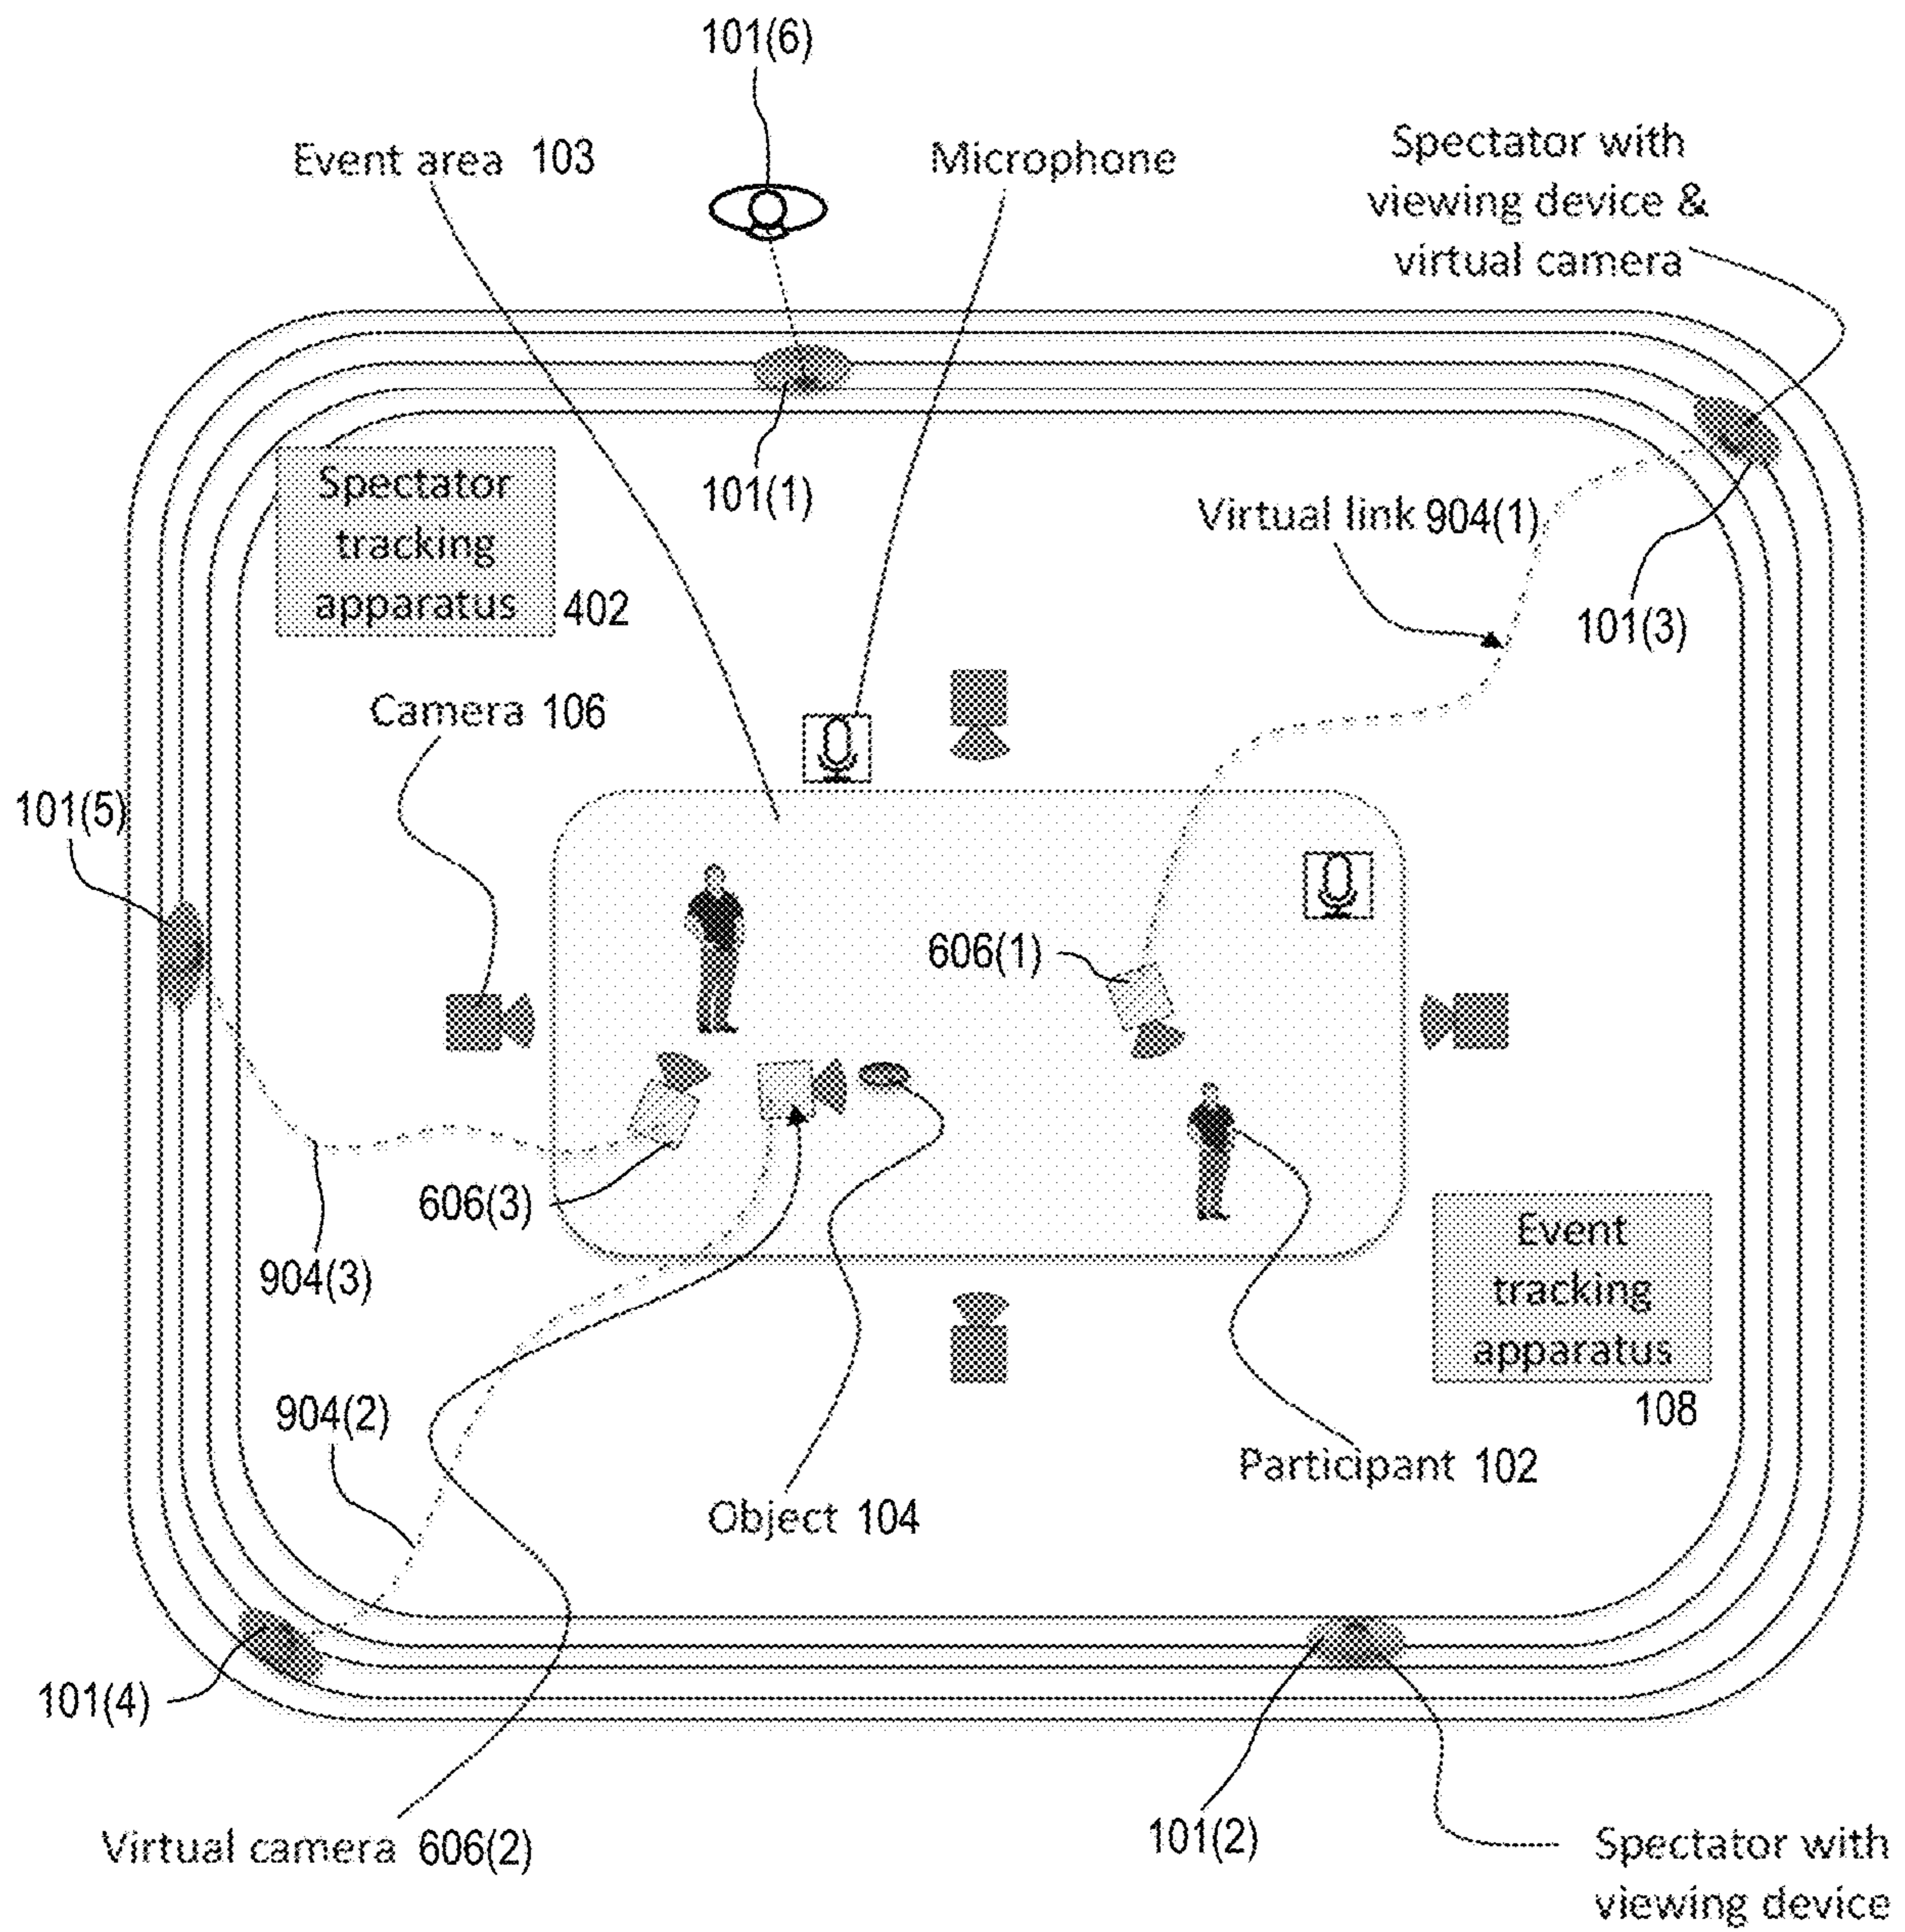 101(6)
Event area 103
Microphone
Spectator with
viewing device &
virtual camera
101(1)
Spectator
tracking
apparatus
402
Virtual link 904(1)
101(3)
Camera 106
101(5)
606(1)
606(3)
904(3)
Event
tracking
apparatus
108
904(2)
Participant 102
Object 104
101(4)
Virtual camera 606(2)
101(2)
Spectator with
viewing device